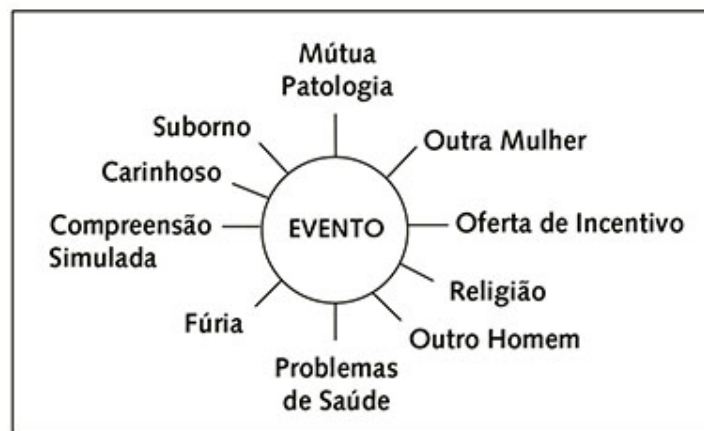 Mútua
Patologia
Suborno
Outra Mulher
Carinhoso
Compreensão
Simulada
EVENTO
Oferta de Incentivo
Religião
Fúria
Outro Homem
Problemas
de Saúde